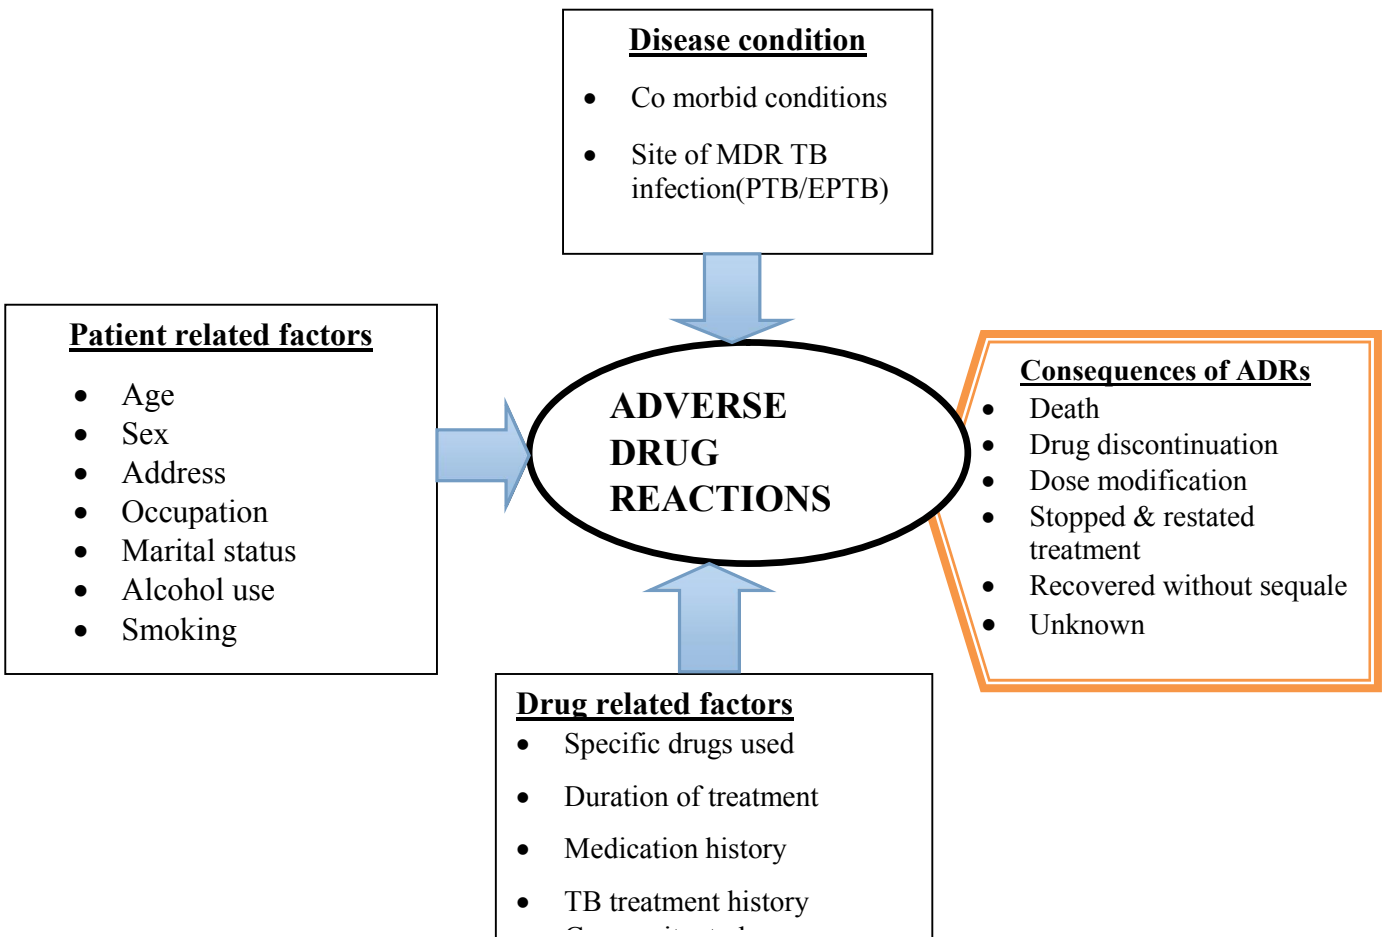 Disease condition
• Co morbid conditions
• Site of MDR TB
infection(PTB/EPTB)
Patient related factors
• Age
• Sex
• Address
• Occupation
• Marital status
• Alcohol use
• Smoking
ADVERSE
DRUG
REACTIONS
Consequences of ADRs
• Death
• Drug discontinuation
• Dose modification
• Stopped & restated
treatment
• Recovered without sequale
• Unknown
Drug related factors
• Specific drugs used
• Duration of treatment
• Medication history
• TB treatment history